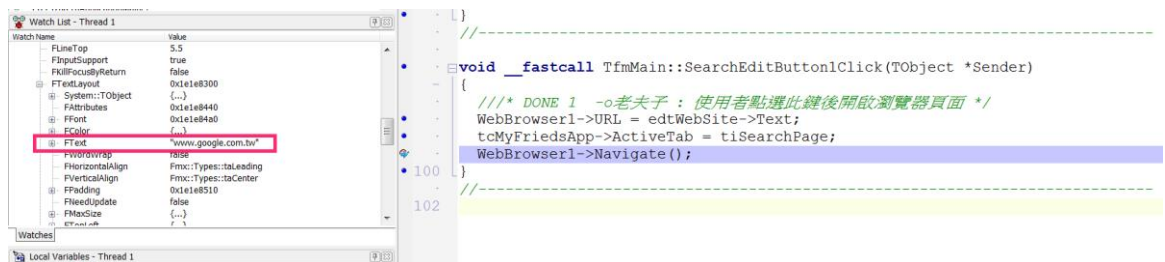 Watch List - Thread 1
Watch Name Value
FLineTop 5.5
FInputSupport true
FKillFocusByReturn false
FTextLayout 0x1e1e8300
System::TObject {...}
FAttributes 0x1e1e8440
FFont 0x1e1e84a0
FColor {...}
FText "www.google.com.tw"
FWordWrap false
FHorizontalAlign Fmx::Types::taLeading
FVerticalAlign Fmx::Types::taCenter
FPadding 0x1e1e8510
FNeedUpdate false
FMaxSize {...}
FTopLeft {...}
Watches
Local Variables - Thread 1
}
//---------------------------------------------------------------------------
void __fastcall TfmMain::SearchEditButton1Click(TObject *Sender)
{
///* DONE 1 -o老夫子 : 使用者點選此鍵後開啟瀏覽器頁面 */
WebBrowser1->URL = edtWebSite->Text;
tcMyFriedsApp->ActiveTab = tiSearchPage;
WebBrowser1->Navigate();
100 }
//---------------------------------------------------------------------------
102